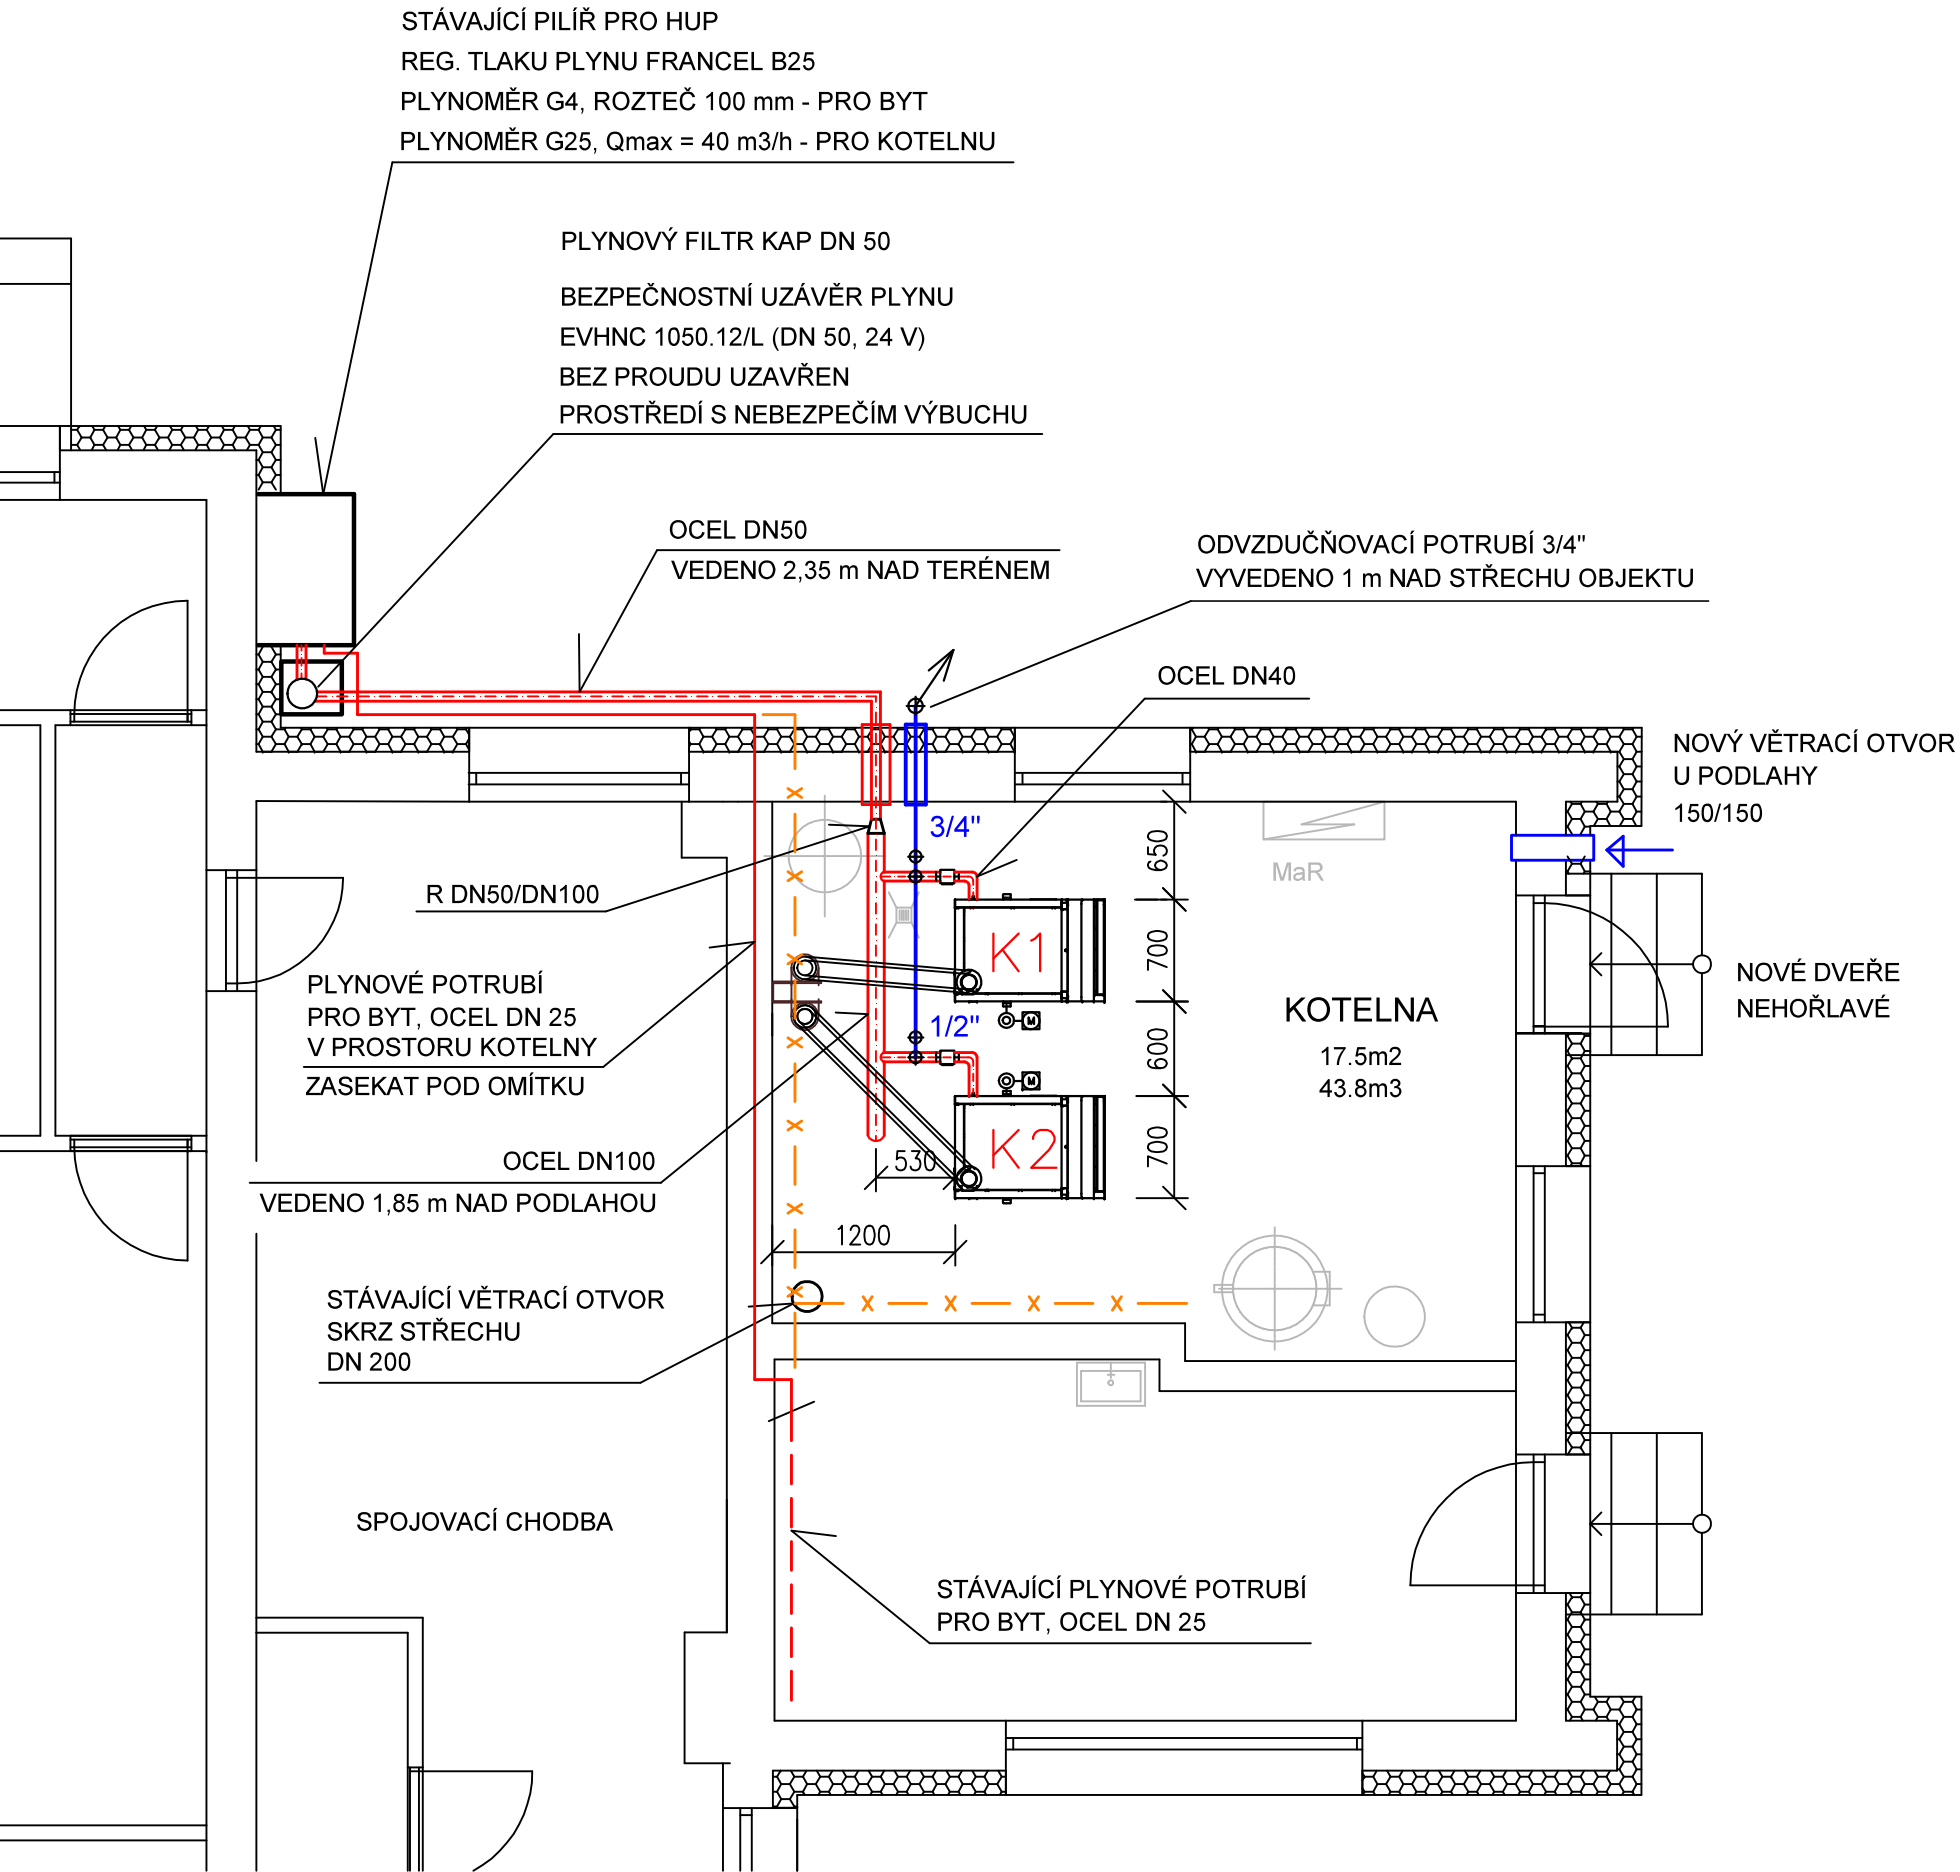 STÁVAJÍCÍ PILÍŘ PRO HUP
REG. TLAKU PLYNU FRANCEL B25
PLYNOMĚR G4, ROZTEČ 100 mm - PRO BYT
PLYNOMĚR G25, Qmax = 40 m3/h - PRO KOTELNU
PLYNOVÝ FILTR KAP DN 50
BEZPEČNOSTNÍ UZÁVĚR PLYNU
EVHNC 1050.12/L (DN 50, 24 V)
BEZ PROUDU UZAVŘEN
PROSTŘEDÍ S NEBEZPEČÍM VÝBUCHU
OCEL DN50
VEDENO 2,35 m NAD TERÉNEM
ODVZDUČŇOVACÍ POTRUBÍ 3/4"
VYVEDENO 1 m NAD STŘECHU OBJEKTU
OCEL DN40
NOVÝ VĚTRACÍ OTVOR
U PODLAHY
150/150
3/4"
650
MaR
R DN50/DN100
K1
700
NOVÉ DVEŘE
NEHOŘLAVÉ
PLYNOVÉ POTRUBÍ
PRO BYT, OCEL DN 25
V PROSTORU KOTELNY
ZASEKAT POD OMÍTKU
KOTELNA
17.5m2
43.8m3
1/2"
M
600
M
K2
700
530
OCEL DN100
VEDENO 1,85 m NAD PODLAHOU
1200
STÁVAJÍCÍ VĚTRACÍ OTVOR
SKRZ STŘECHU
DN 200
SPOJOVACÍ CHODBA
STÁVAJÍCÍ PLYNOVÉ POTRUBÍ
PRO BYT, OCEL DN 25